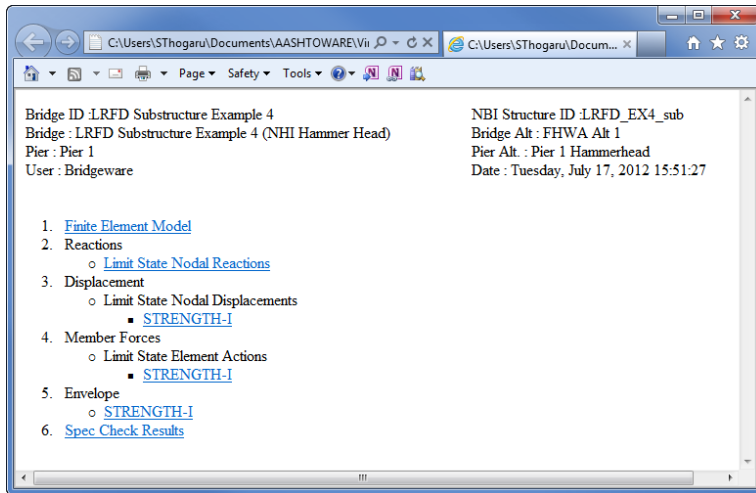 C:\Users\SThogaru\Documents\AASHTOWARE\Vii
C:\Users\SThogaru\Docum...
Page Safety Tools
Bridge ID :LRFD Substructure Example 4 NBI Structure ID :LRFD_EX4_sub
Bridge : LRFD Substructure Example 4 (NHI Hammer Head) Bridge Alt : FHWA Alt 1
Pier : Pier 1 Pier Alt. : Pier 1 Hammerhead
User : Bridgeware Date : Tuesday, July 17, 2012 15:51:27
1. Finite Element Model
2. Reactions
Limit State Nodal Reactions
3. Displacement
Limit State Nodal Displacements
STRENGTH-I
4. Member Forces
Limit State Element Actions
STRENGTH-I
5. Envelope
STRENGTH-I
6. Spec Check Results